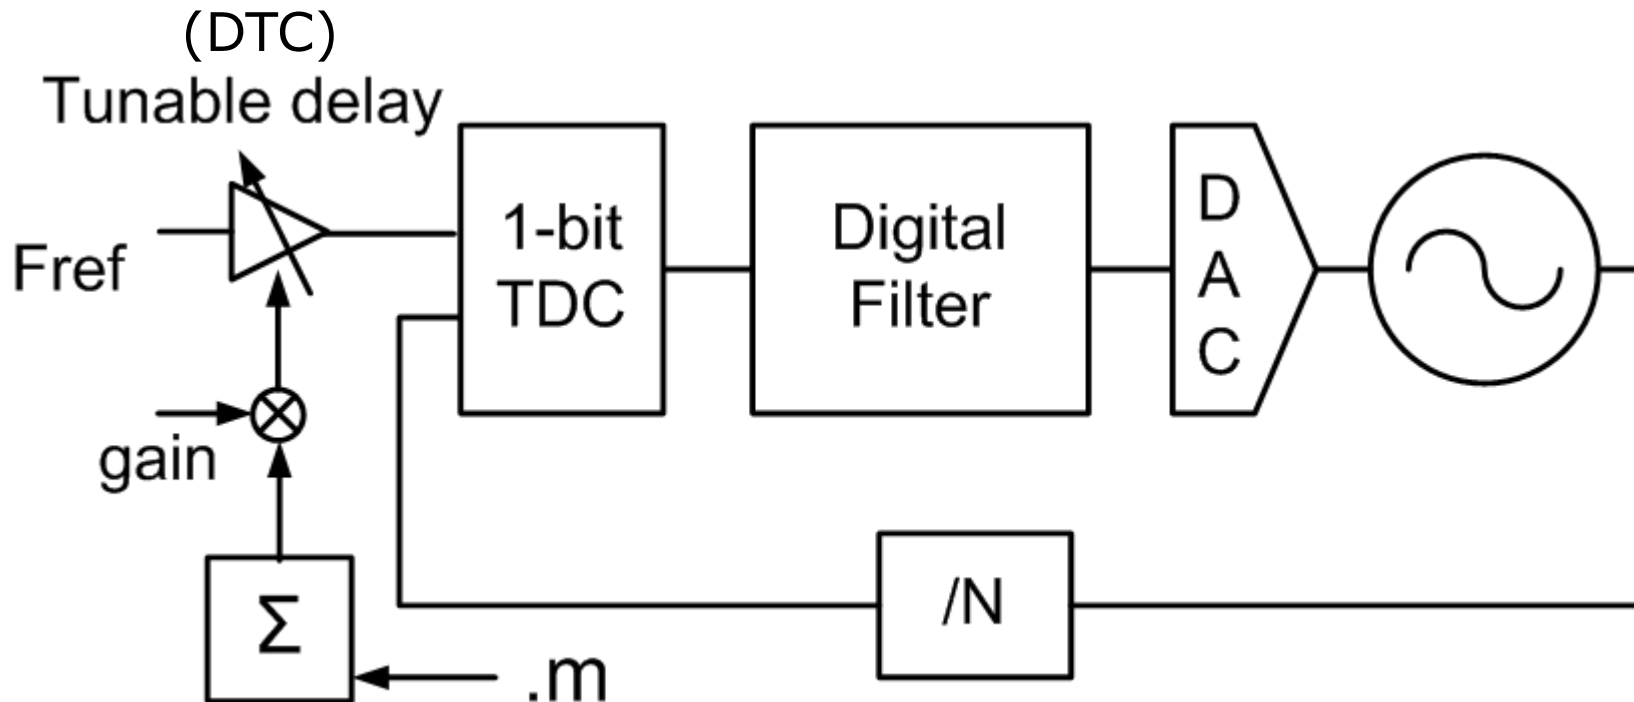 (DTC)
Tunable delay
Fref
gain
Σ
.m
1-bit
TDC
Digital
Filter
D
A
C
/N